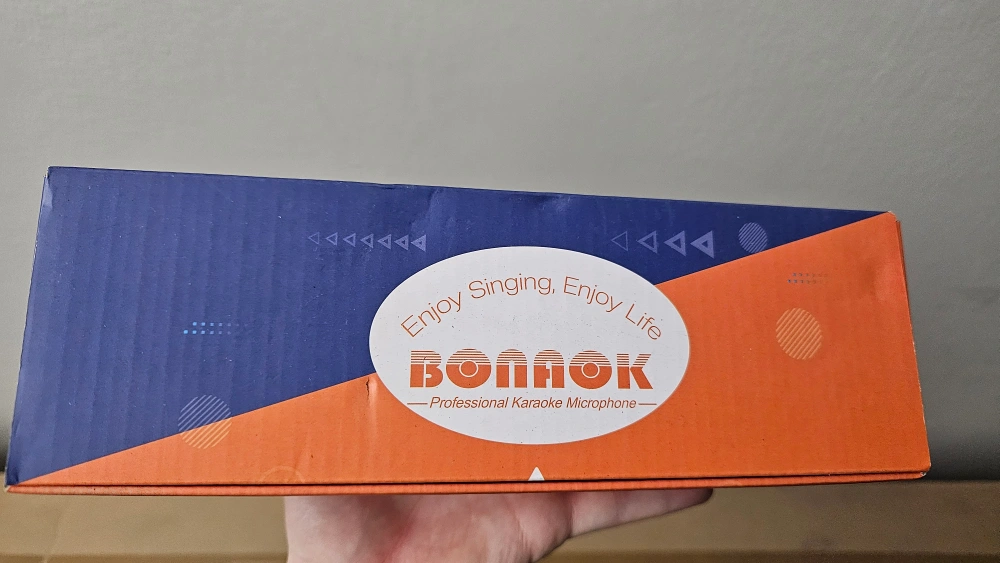 Enjoy Singing, Enjoy Life
BONAOK
Professional Karaoke Microphone